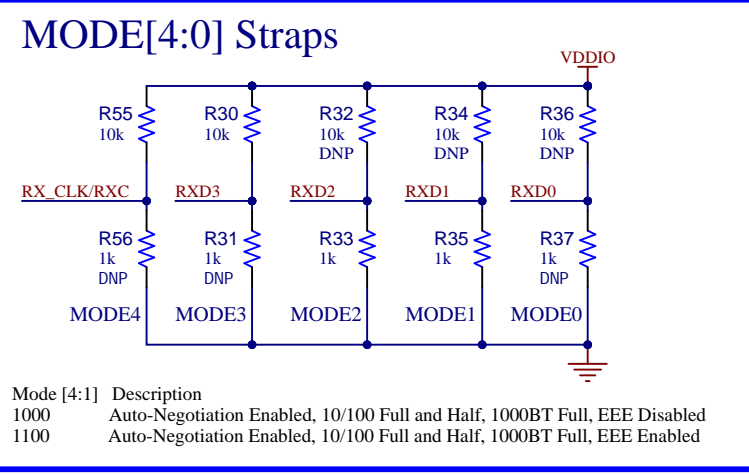 MODE[4:0] Straps
VDDIO
R55 R30 R32 R34 R36
10k 10k 10k 10k 10k
DNP DNP DNP
RX_CLK/RXC RXD3 RXD2 RXD1 RXD0
R56 R31 R33 R35 R37
1k 1k 1k 1k 1k
DNP DNP DNP
MODE4 MODE3 MODE2 MODE1 MODE0
Mode [4:1] Description
1000 Auto-Negotiation Enabled, 10/100 Full and Half, 1000BT Full, EEE Disabled
1100 Auto-Negotiation Enabled, 10/100 Full and Half, 1000BT Full, EEE Enabled